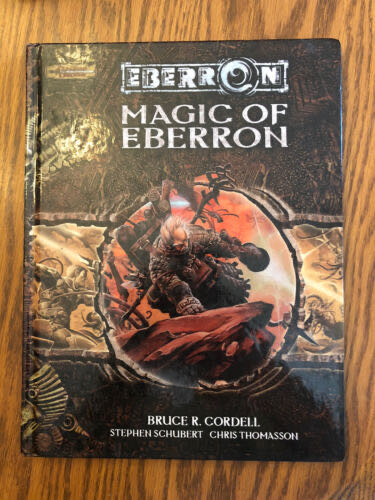 EBERRON
MAGIC OF
EBERRON
BRUCE R. CORDELL
STEPHEN SCHUBERT CHRIS THOMASSON